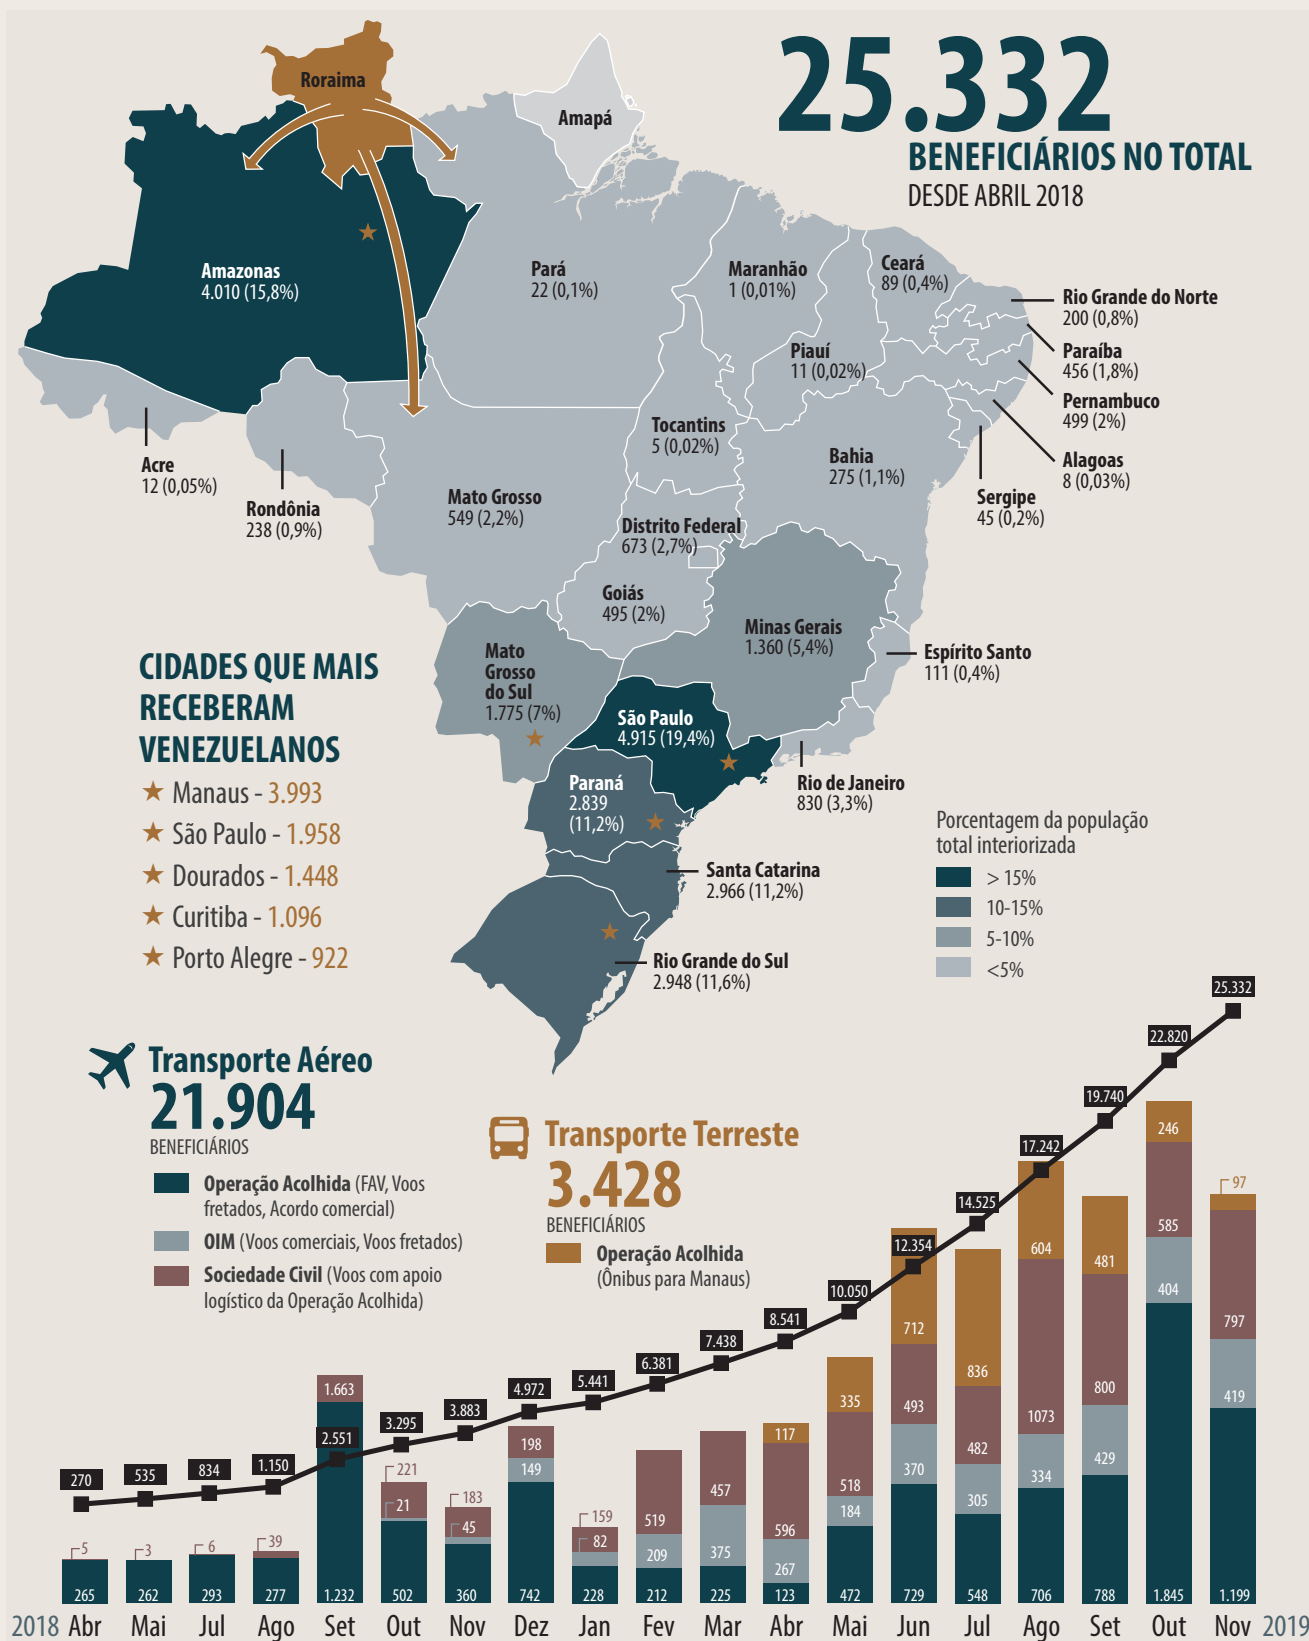 25.332
BENEFICIÁRIOS NO TOTAL
DESDE ABRIL 2018
Roraima
Amapá
Amazonas
4.010 (15,8%)
Pará
22 (0,1%)
Maranhão
1 (0,01%)
Ceará
89 (0,4%)
Rio Grande do Norte
200 (0,8%)
Piauí
11 (0,02%)
Paraíba
456 (1,8%)
Pernambuco
499 (2%)
Tocantins
5 (0,02%)
Bahia
275 (1,1%)
Alagoas
8 (0,03%)
Sergipe
45 (0,2%)
Acre
12 (0,05%)
Rondônia
238 (0,9%)
Mato Grosso
549 (2,2%)
Distrito Federal
673 (2,7%)
Goiás
495 (2%)
Minas Gerais
1.360 (5,4%)
Espírito Santo
111 (0,4%)
Mato
Grosso
do Sul
1.775 (7%)
São Paulo
4.915 (19,4%)
Rio de Janeiro
830 (3,3%)
Paraná
2.839
(11,2%)
Santa Catarina
2.966 (11,2%)
Rio Grande do Sul
2.948 (11,6%)
CIDADES QUE MAIS
RECEBERAM
VENEZUELANOS
Manaus - 3.993
São Paulo - 1.958
Dourados - 1.448
Curitiba - 1.096
Porto Alegre - 922
Porcentagem da população
total interiorizada
> 15%
10-15%
5-10%
<5%
Transporte Aéreo
21.904
BENEFICIÁRIOS
Operação Acolhida (FAV, Voos
fretados, Acordo comercial)
OIM (Voos comerciais, Voos fretados)
Sociedade Civil (Voos com apoio
logístico da Operação Acolhida)
Transporte Terreste
3.428
BENEFICIÁRIOS
Operação Acolhida
(Ônibus para Manaus)
270
535
834
1.150
2.551
3.295
3.883
4.972
5.441
6.381
7.438
8.541
10.050
12.354
14.525
17.242
19.740
22.820
25.332
5
265
3
262
6
293
39
277
1.663
1.232
221
21
502
183
45
360
198
149
742
159
82
228
519
209
212
457
375
225
117
596
267
123
335
518
184
472
712
493
370
729
836
482
305
548
604
1073
334
706
481
800
429
788
246
585
404
1.845
97
797
419
1.199
2018 Abr Mai Jul Ago Set Out Nov Dez Jan Fev Mar Abr Mai Jun Jul Ago Set Out Nov 2019